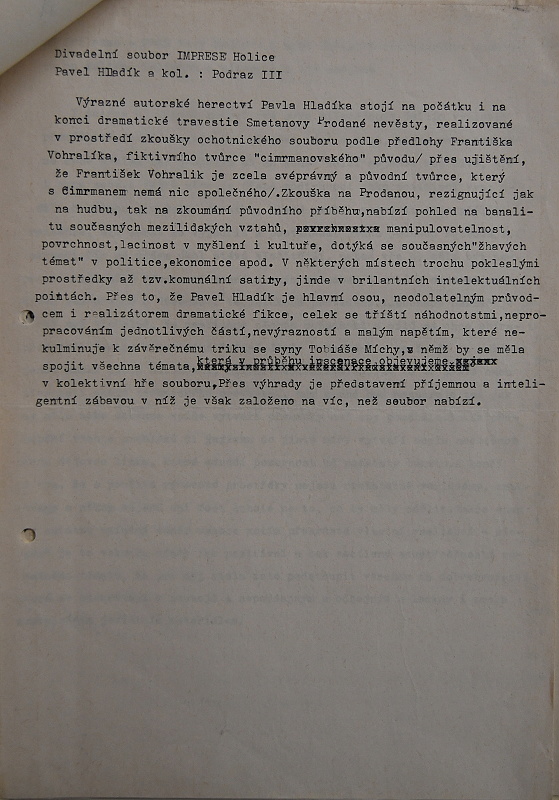 Divadelní soubor IMPRESE Holice
Pavel Hladík a kol. : Podraz III
Výrazné autorské herectví Pavla Hladíka stojí na počátku i na
konci dramatické travestie Smetanovy Prodané nevěsty, realizované
v prostředí zkoušky ochotnického souboru podle předlohy Františka
Vohralíka, fiktivního tvůrce "cimrmanovského" původu/ přes ujištění,
že František Vohralik je zcela svéprávný a původní tvůrce, který
s Cimrmanem nemá nic společného/.Zkouška na Prodanou, rezignující jak
na hudbu, tak na zkoumání původního příběhu,nabízí pohled na banali-
tu současných mezilidských vztahů, manipulovatelnost,
povrchnost,lacinost v myšlení i kultuře, dotýká se současných"žhavých
témat" v politice,ekonomice apod. V některých místech trochu pokleslými
prostředky až tzv.komunální satiry, jinde v brilantních intelektuálních
pointách. Přes to, že Pavel Hladík je hlavní osou, neodolatelným průvod-
cem i realizátorem dramatické fikce, celek se tříští náhodnotstmi,nepro-
pracováním jednotlivých částí,nevýrazností a malým napětím, které ne-
kulminuje k závěrečnému triku se syny Tobiáše Míchy,v němž by se měla
spojit všechna témata, která v průběhu inscenace objevujeme
v kolektivní hře souboru,Přes výhrady je představení příjemnou a inteli-
gentní zábavou v níž je však založeno na víc, než soubor nabízí.